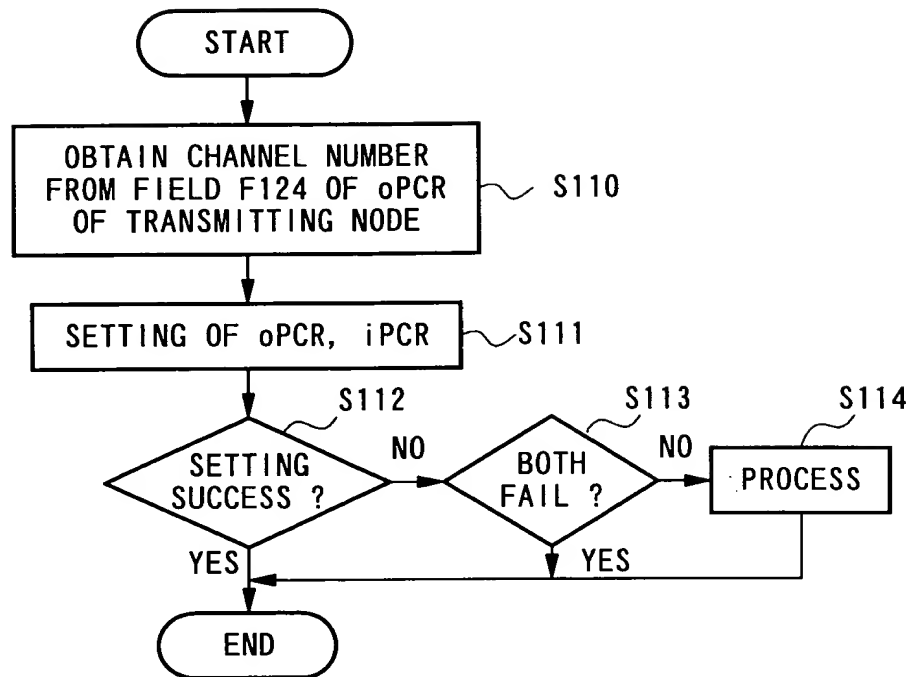 START
OBTAIN CHANNEL NUMBER
FROM FIELD F124 OF oPCR
OF TRANSMITTING NODE
S110
SETTING OF oPCR, iPCR
S111
S112
SETTING
SUCCESS ?
NO
YES
S113
BOTH
FAIL ?
NO
YES
S114
PROCESS
END